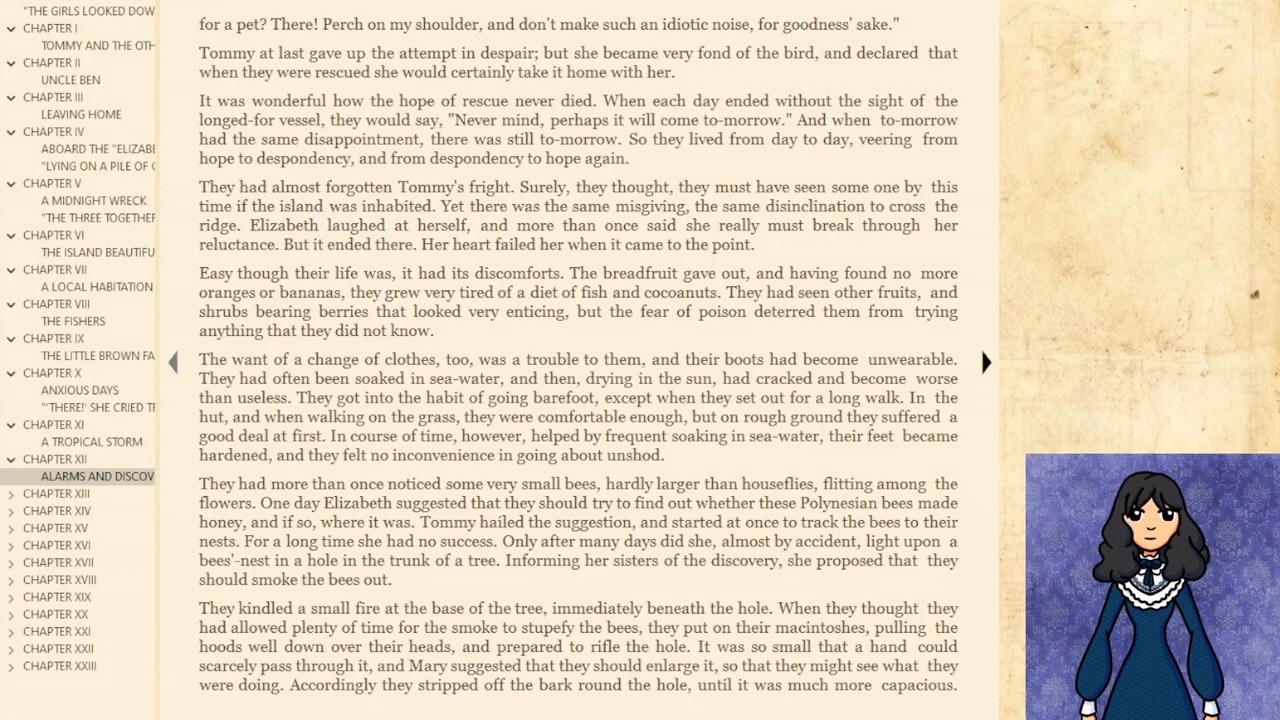 "THE GIRLS LOOKED DOW
CHAPTER I
TOMMY AND THE OTH
CHAPTER II
UNCLE BEN
CHAPTER III
LEAVING HOME
CHAPTER IV
ABOARD THE "ELIZABE
"LYING ON A PILE OF
CHAPTER V
A MIDNIGHT WRECK
"THE THREE TOGETHER
CHAPTER VI
THE ISLAND BEAUTIFU
CHAPTER VII
A LOCAL HABITATION
CHAPTER VIII
THE FISHERS
CHAPTER IX
THE LITTLE BROWN FA
CHAPTER X
ANXIOUS DAYS
"'THERE!' SHE CRIED
CHAPTER XI
A TROPICAL STORM
CHAPTER XII
ALARMS AND DISCOV
CHAPTER XIII
CHAPTER XIV
CHAPTER XV
CHAPTER XVI
CHAPTER XVII
CHAPTER XVIII
CHAPTER XIX
CHAPTER XX
CHAPTER XXI
CHAPTER XXII
CHAPTER XXIII
for a pet? There! Perch on my shoulder, and don't make such an idiotic noise, for goodness' sake."
Tommy at last gave up the attempt in despair; but she became very fond of the bird, and declared that
when they were rescued she would certainly take it home with her.
It was wonderful how the hope of rescue never died. When each day ended without the sight of the
longed-for vessel, they would say, "Never mind, perhaps it will come to-morrow." And when to-morrow
had the same disappointment, there was still to-morrow. So they lived from day to day, veering from
hope to despondency, and from despondency to hope again.
They had almost forgotten Tommy's fright. Surely, they thought, they must have seen some one by this
time if the island was inhabited. Yet there was the same misgiving, the same disinclination to cross the
ridge. Elizabeth laughed at herself, and more than once said she really must break through her
reluctance. But it ended there. Her heart failed her when it came to the point.
Easy though their life was, it had its discomforts. The breadfruit gave out, and having found no more
oranges or bananas, they grew very tired of a diet of fish and cocoanuts. They had seen other fruits, and
shrubs bearing berries that looked very enticing, but the fear of poison deterred them from trying
anything that they did not know.
The want of a change of clothes, too, was a trouble to them, and their boots had become unwearable.
They had often been soaked in sea-water, and then, drying in the sun, had cracked and become worse
than useless. They got into the habit of going barefoot, except when they set out for a long walk. In the
hut, and when walking on the grass, they were comfortable enough, but on rough ground they suffered a
good deal at first. In course of time, however, helped by frequent soaking in sea-water, their feet became
hardened, and they felt no inconvenience in going about unshod.
They had more than once noticed some very small bees, hardly larger than houseflies, flitting among the
flowers. One day Elizabeth suggested that they should try to find out whether these Polynesian bees made
honey, and if so, where it was. Tommy hailed the suggestion, and started at once to track the bees to their
nests. For a long time she had no success. Only after many days did she, almost by accident, light upon a
bees'-nest in a hole in the trunk of a tree. Informing her sisters of the discovery, she proposed that they
should smoke the bees out.
They kindled a small fire at the base of the tree, immediately beneath the hole. When they thought they
had allowed plenty of time for the smoke to stupefy the bees, they put on their macintoshes, pulling the
hoods well down over their heads, and prepared to rifle the hole. It was so small that a hand could
scarcely pass through it, and Mary suggested that they should enlarge it, so that they might see what they
were doing. Accordingly they stripped off the bark round the hole, until it was much more capacious.